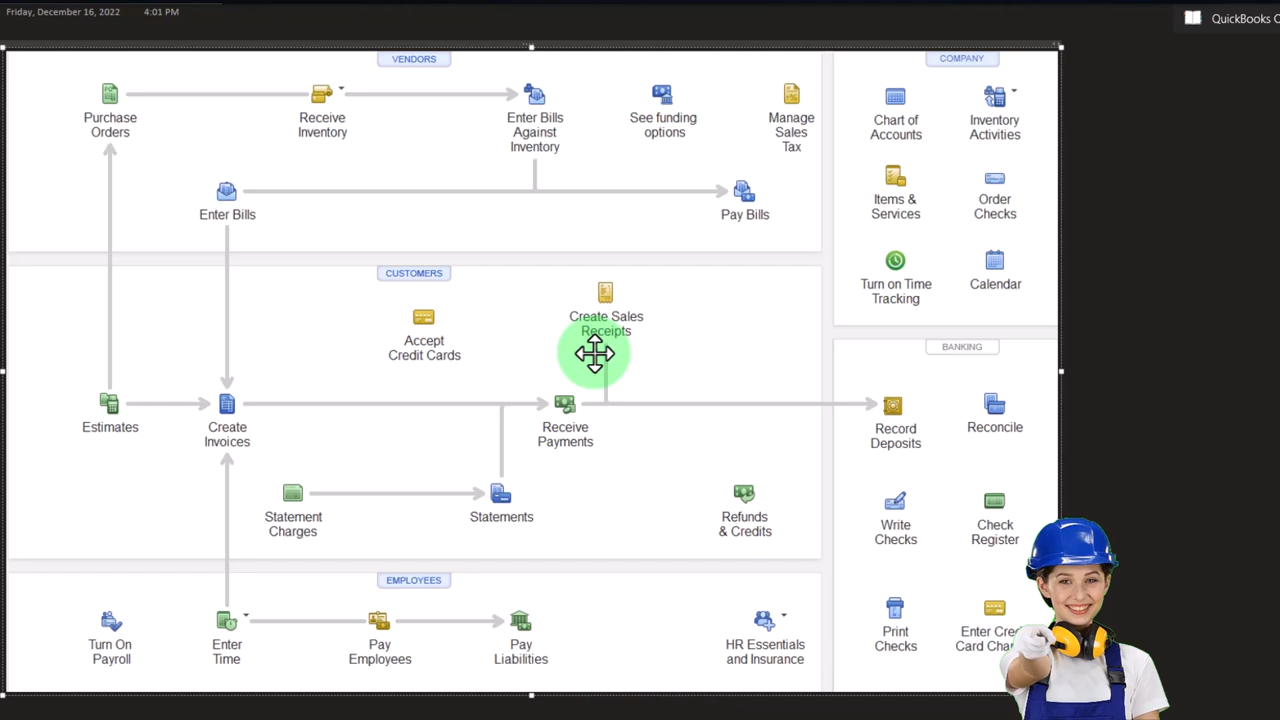 Friday, December 16, 2022 4:01 PM
QuickBooks
VENDORS
Purchase
Orders
Receive
Inventory
Enter Bills
Against
Inventory
See funding
options
Manage
Sales
Tax
Enter Bills
Pay Bills
CUSTOMERS
Accept
Credit Cards
Create Sales
Receipts
Estimates
Create
Invoices
Receive
Payments
Statement
Charges
Statements
Refunds
& Credits
EMPLOYEES
Turn On
Payroll
Enter
Time
Pay
Employees
Pay
Liabilities
HR Essentials
and Insurance
COMPANY
Chart of
Accounts
Inventory
Activities
Items &
Services
Order
Checks
Turn on Time
Tracking
Calendar
BANKING
Record
Deposits
Reconcile
Write
Checks
Check
Register
Print
Checks
Enter
Card